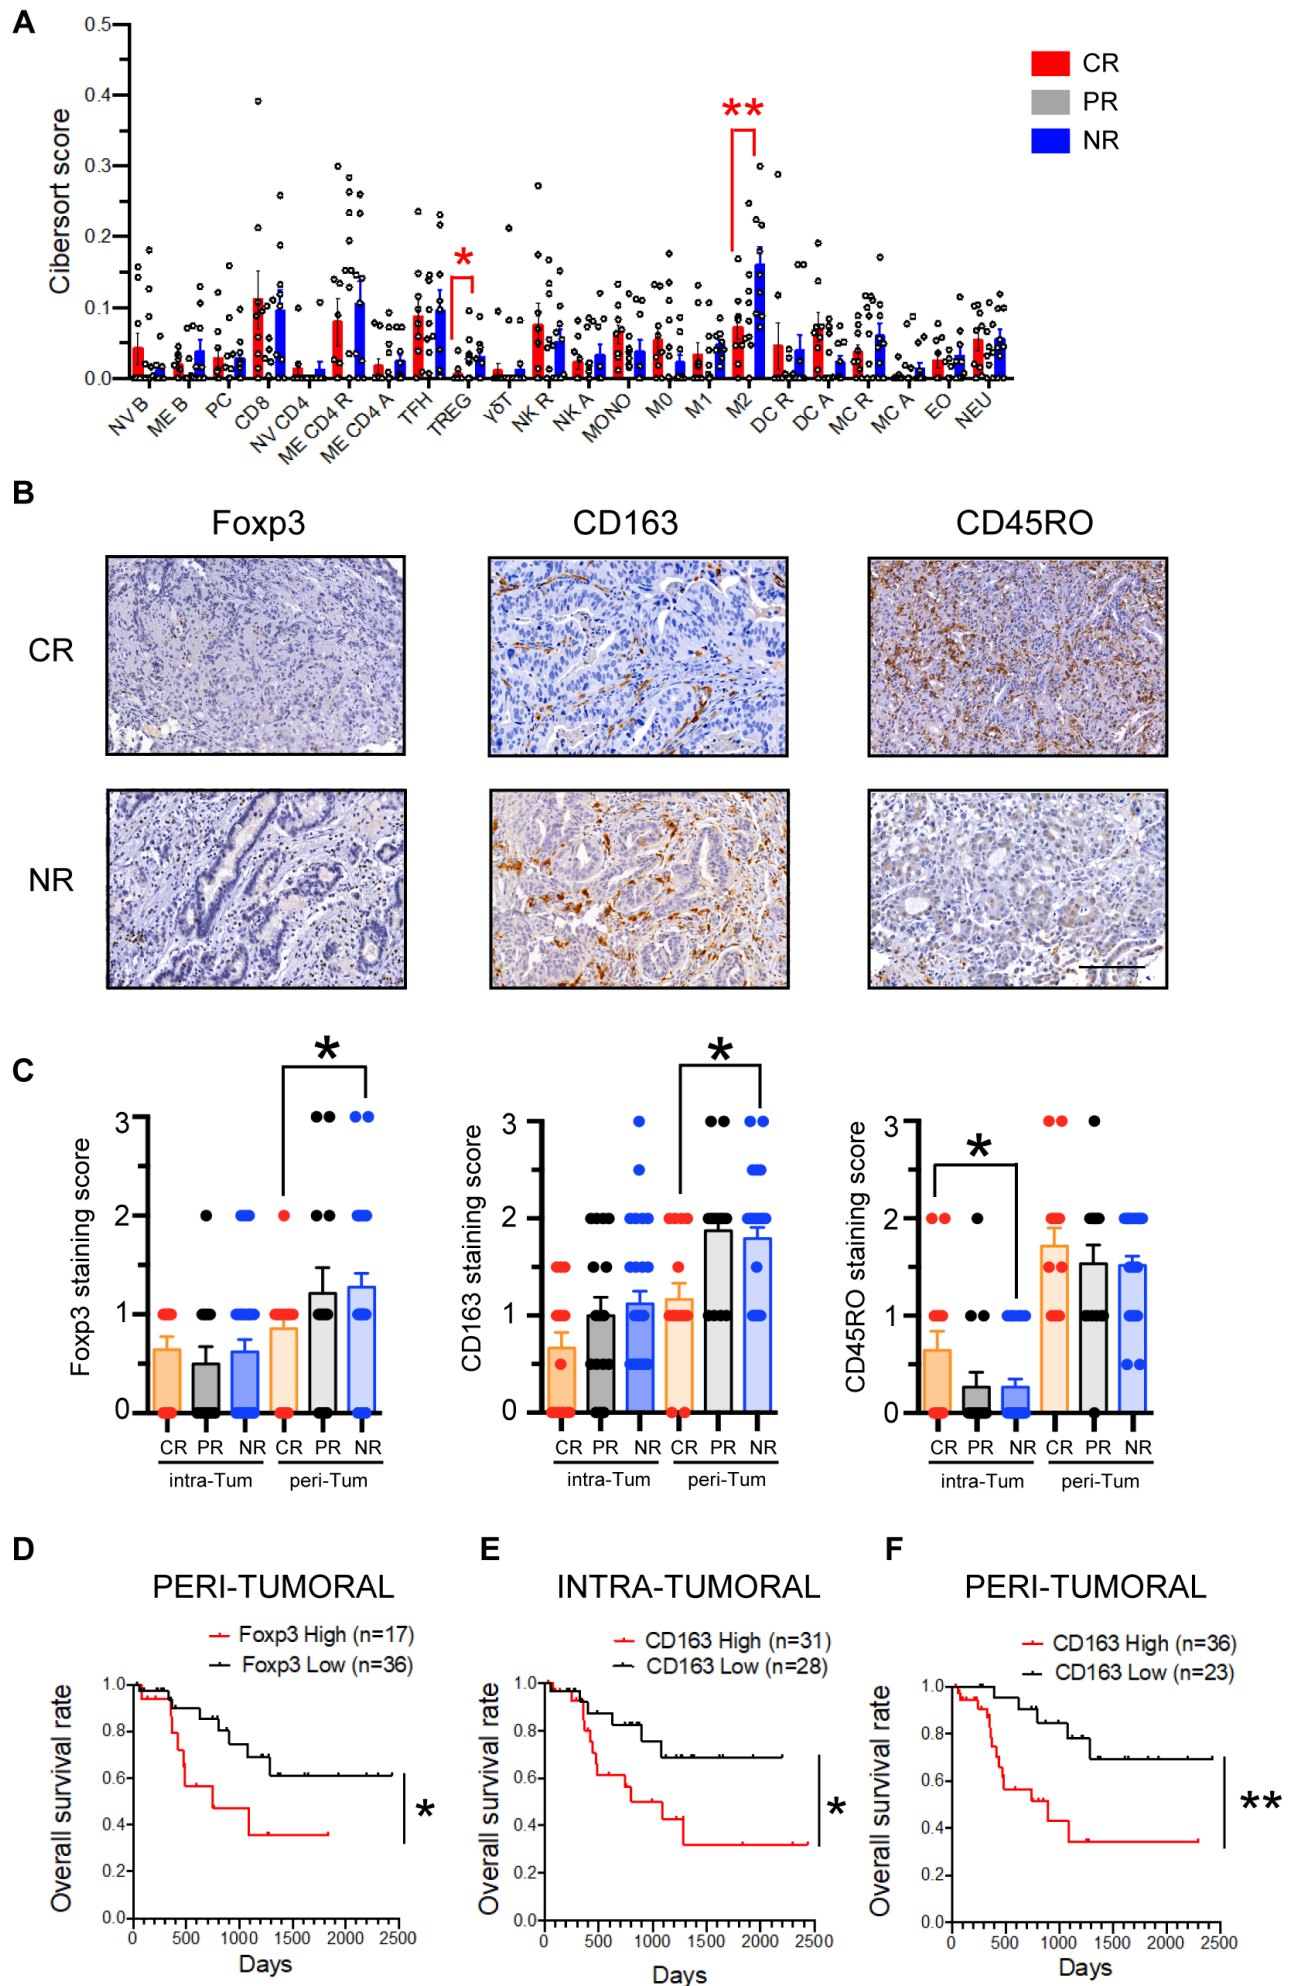 A
0.5
0.4
0.3
0.2
0.1
0.0
Cibersort score
CR
PR
NR
**
*
NV B
ME B
PC
CD8
NV CD4
ME CD4 R
ME CD4 A
TFH
TREG
γδT
NK R
NK A
MONO
M0
M1
M2
DC R
DC A
MC R
MC A
EO
NEU
B
Foxp3
CD163
CD45RO
CR
NR
C
*
3
2
1
0
Foxp3 staining score
CR PR NR CR PR NR
intra-Tum peri-Tum
*
3
2
1
0
CD163 staining score
CR PR NR CR PR NR
intra-Tum peri-Tum
*
3
2
1
0
CD45RO staining score
CR PR NR CR PR NR
intra-Tum peri-Tum
D
PERI-TUMORAL
Foxp3 High (n=17)
Foxp3 Low (n=36)
1.0
0.8
0.6
0.4
0.2
0.0
Overall survival rate
*
0 500 1000 1500 2000 2500
Days
E
INTRA-TUMORAL
CD163 High (n=31)
CD163 Low (n=28)
1.0
0.8
0.6
0.4
0.2
0.0
Overall survival rate
*
0 500 1000 1500 2000 2500
Days
F
PERI-TUMORAL
CD163 High (n=36)
CD163 Low (n=23)
1.0
0.8
0.6
0.4
0.2
0.0
Overall survival rate
**
0 500 1000 1500 2000 2500
Days